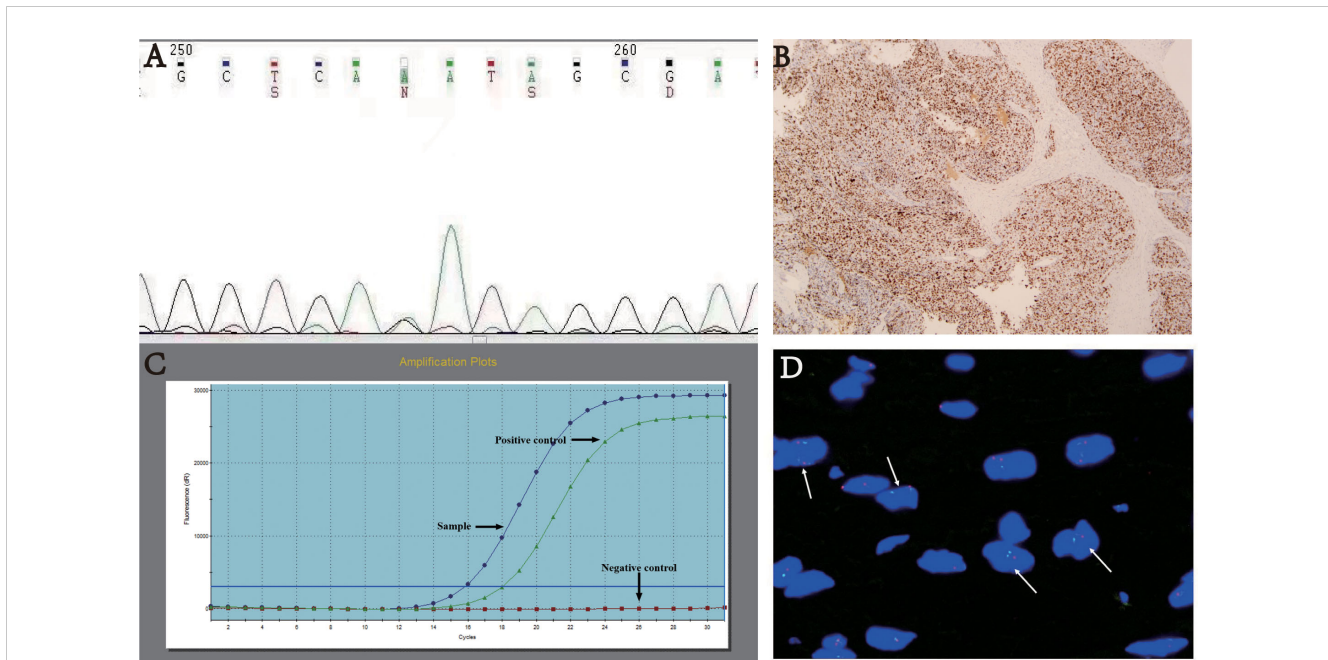 A
250
260
G C T C A A A T A G C G A
S N S D
B
C
Amplification Plots
30000
20000
10000
0
Fluorescence (dR)
Positive control
Sample
Negative control
2 4 6 8 10 12 14 16 18 20 22 24 26 28 30
Cycles
D